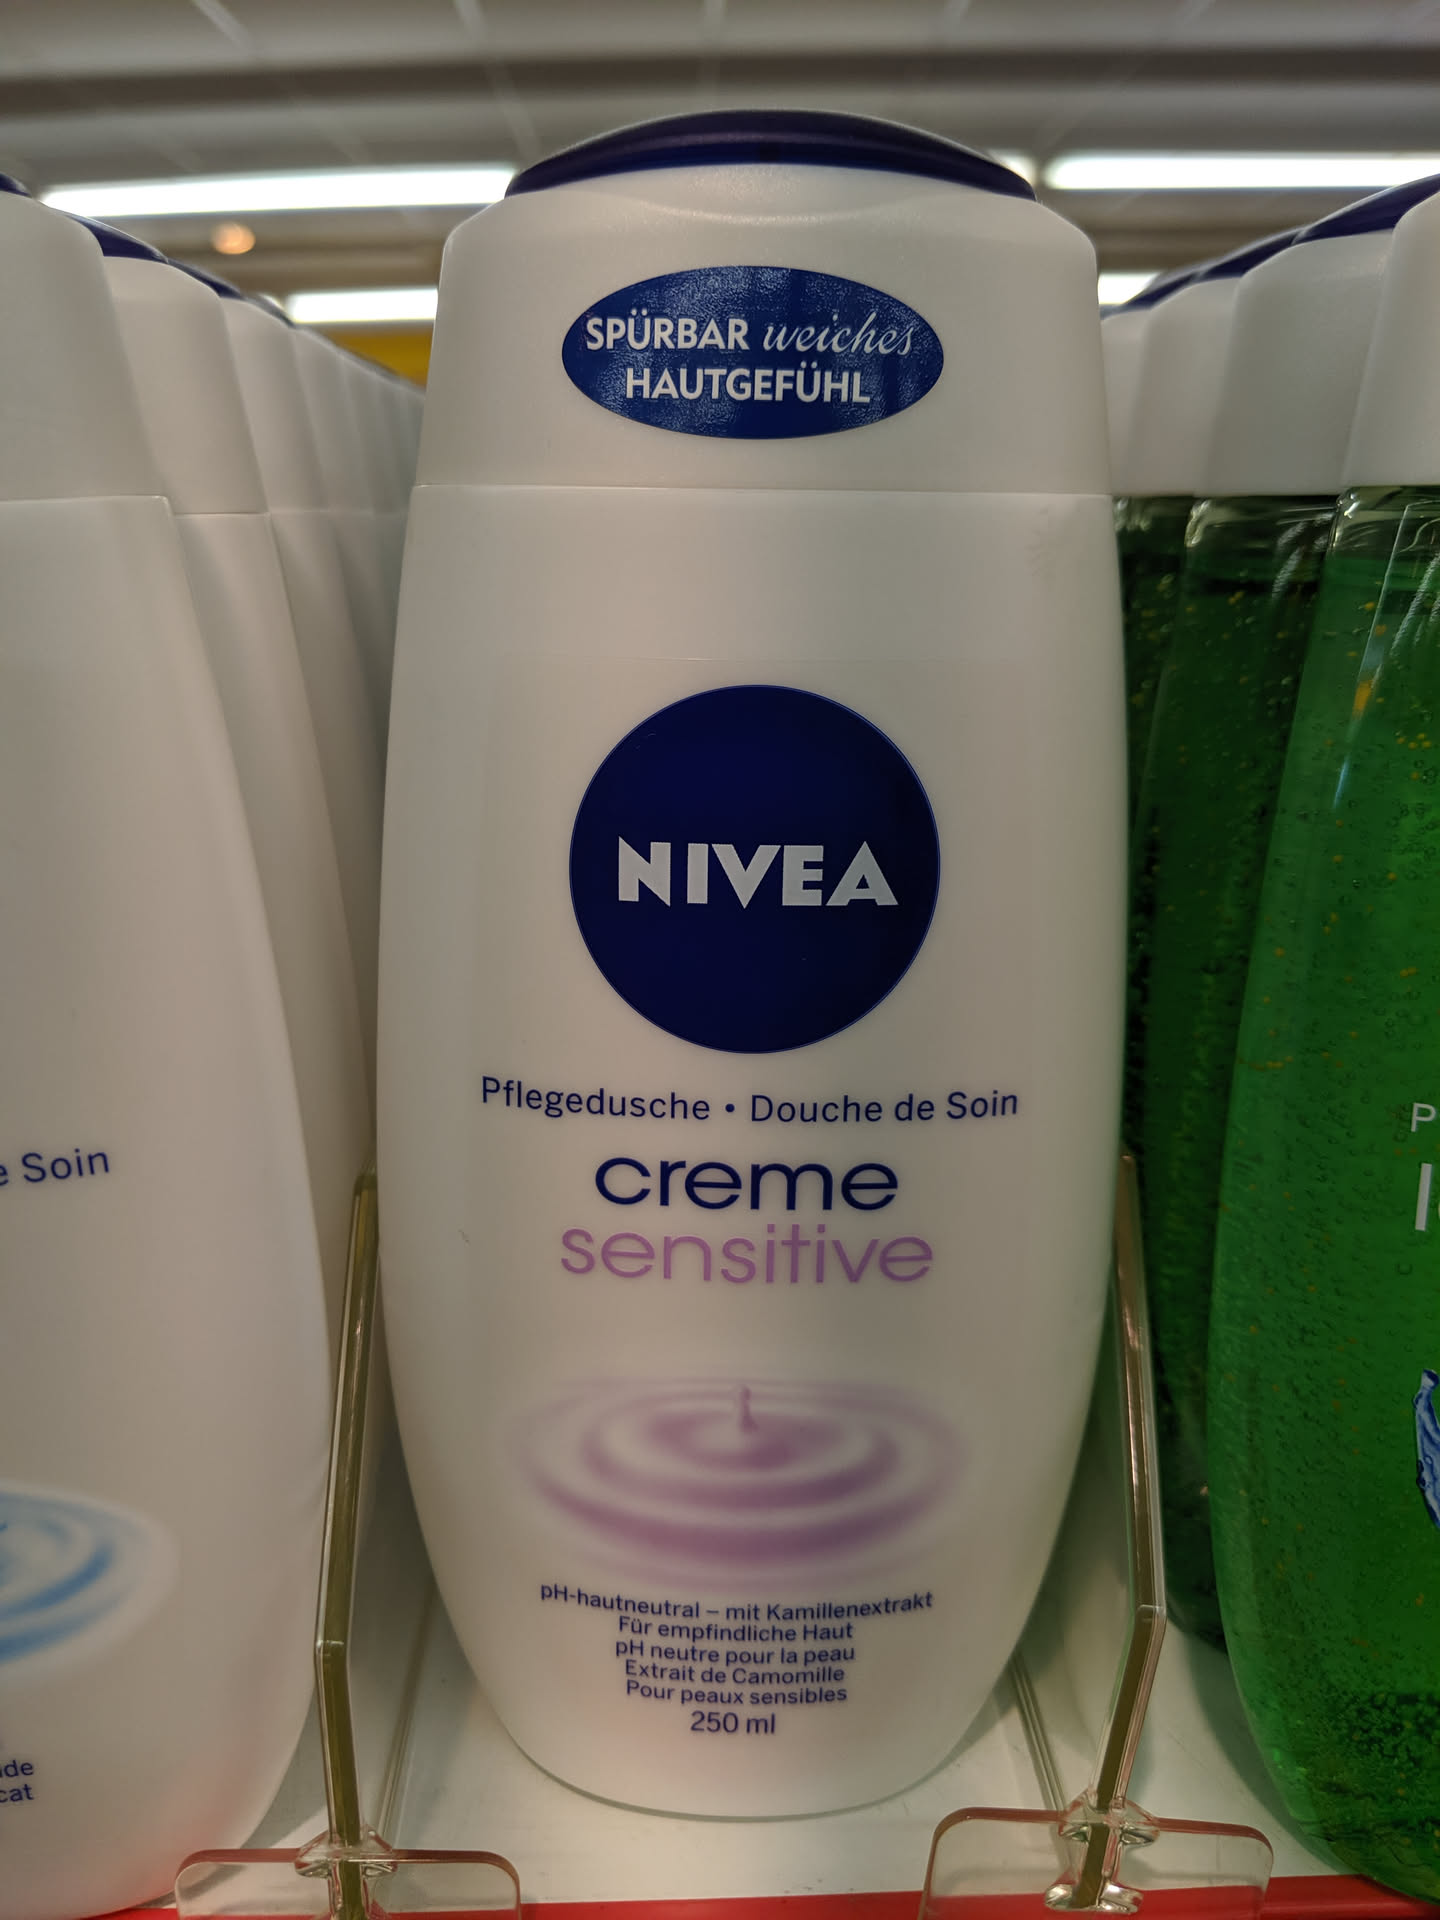 SPÜRBAR weiches
HAUTGEFÜHL
NIVEA
Pflegedusche • Douche de Soin
creme
sensitive
pH-hautneutral – mit Kamillenextrakt
Für empfindliche Haut
pH neutre pour la peau
Extrait de Camomille
Pour peaux sensibles
250 ml
Soin